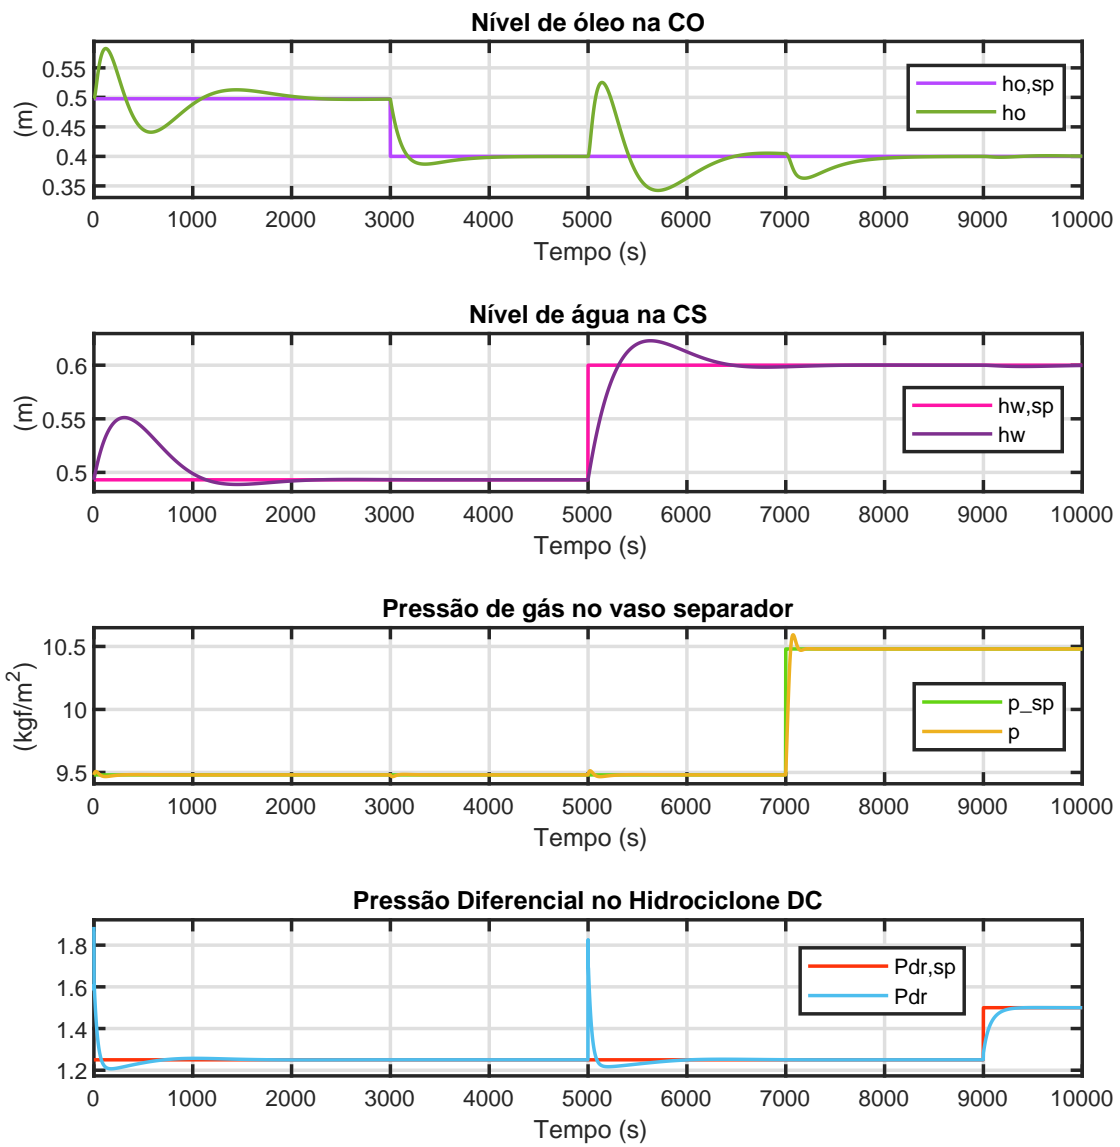 Nível de óleo na CO
0.55
0.5
0.45
0.4
0.35
(m)
ho,sp
ho
0 1000 2000 3000 4000 5000 6000 7000 8000 9000 10000
Tempo (s)
Nível de água na CS
0.6
0.55
0.5
(m)
hw,sp
hw
0 1000 2000 3000 4000 5000 6000 7000 8000 9000 10000
Tempo (s)
Pressão de gás no vaso separador
10.5
10
9.5
(kgf/m²)
p_sp
p
0 1000 2000 3000 4000 5000 6000 7000 8000 9000 10000
Tempo (s)
Pressão Diferencial no Hidrociclone DC
1.8
1.6
1.4
1.2
Pdr,sp
Pdr
0 1000 2000 3000 4000 5000 6000 7000 8000 9000 10000
Tempo (s)